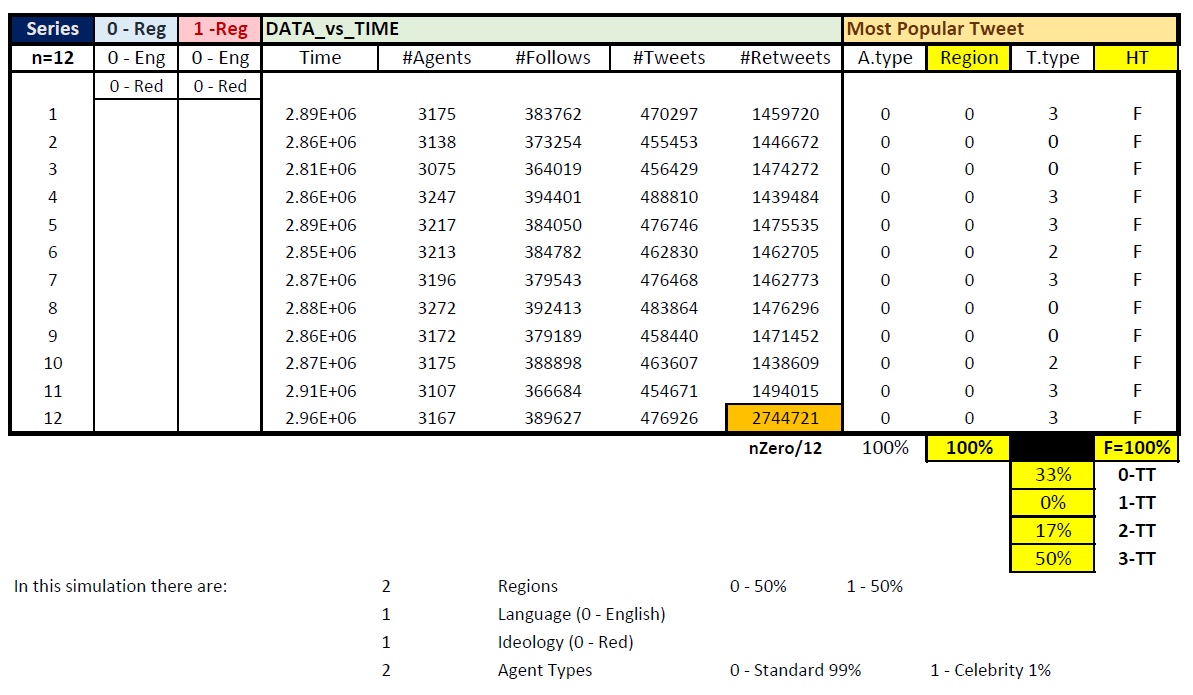 Series 0 - Reg 1 -Reg DATA_vs_TIME Most Popular Tweet
n=12 0 - Eng 0 - Eng Time #Agents #Follows #Tweets #Retweets A.type Region T.type HT
0 - Red 0 - Red
1 2.89E+06 3175 383762 470297 1459720 0 0 3 F
2 2.86E+06 3138 373254 455453 1446672 0 0 0 F
3 2.81E+06 3075 364019 456429 1474272 0 0 0 F
4 2.86E+06 3247 394401 488810 1439484 0 0 3 F
5 2.89E+06 3217 384050 476746 1475535 0 0 3 F
6 2.85E+06 3213 384782 462830 1462705 0 0 2 F
7 2.87E+06 3196 379543 476468 1462773 0 0 3 F
8 2.88E+06 3272 392413 483864 1476296 0 0 0 F
9 2.86E+06 3172 379189 458440 1471452 0 0 0 F
10 2.87E+06 3175 388898 463607 1438609 0 0 2 F
11 2.91E+06 3107 366684 454671 1494015 0 0 3 F
12 2.96E+06 3167 389627 476926 2744721 0 0 3 F
nZero/12 100% 100% F=100%
33% 0-TT
0% 1-TT
17% 2-TT
50% 3-TT
In this simulation there are: 2 Regions 0 - 50% 1 - 50%
1 Language (0 - English)
1 Ideology (0 - Red)
2 Agent Types 0 - Standard 99% 1 - Celebrity 1%